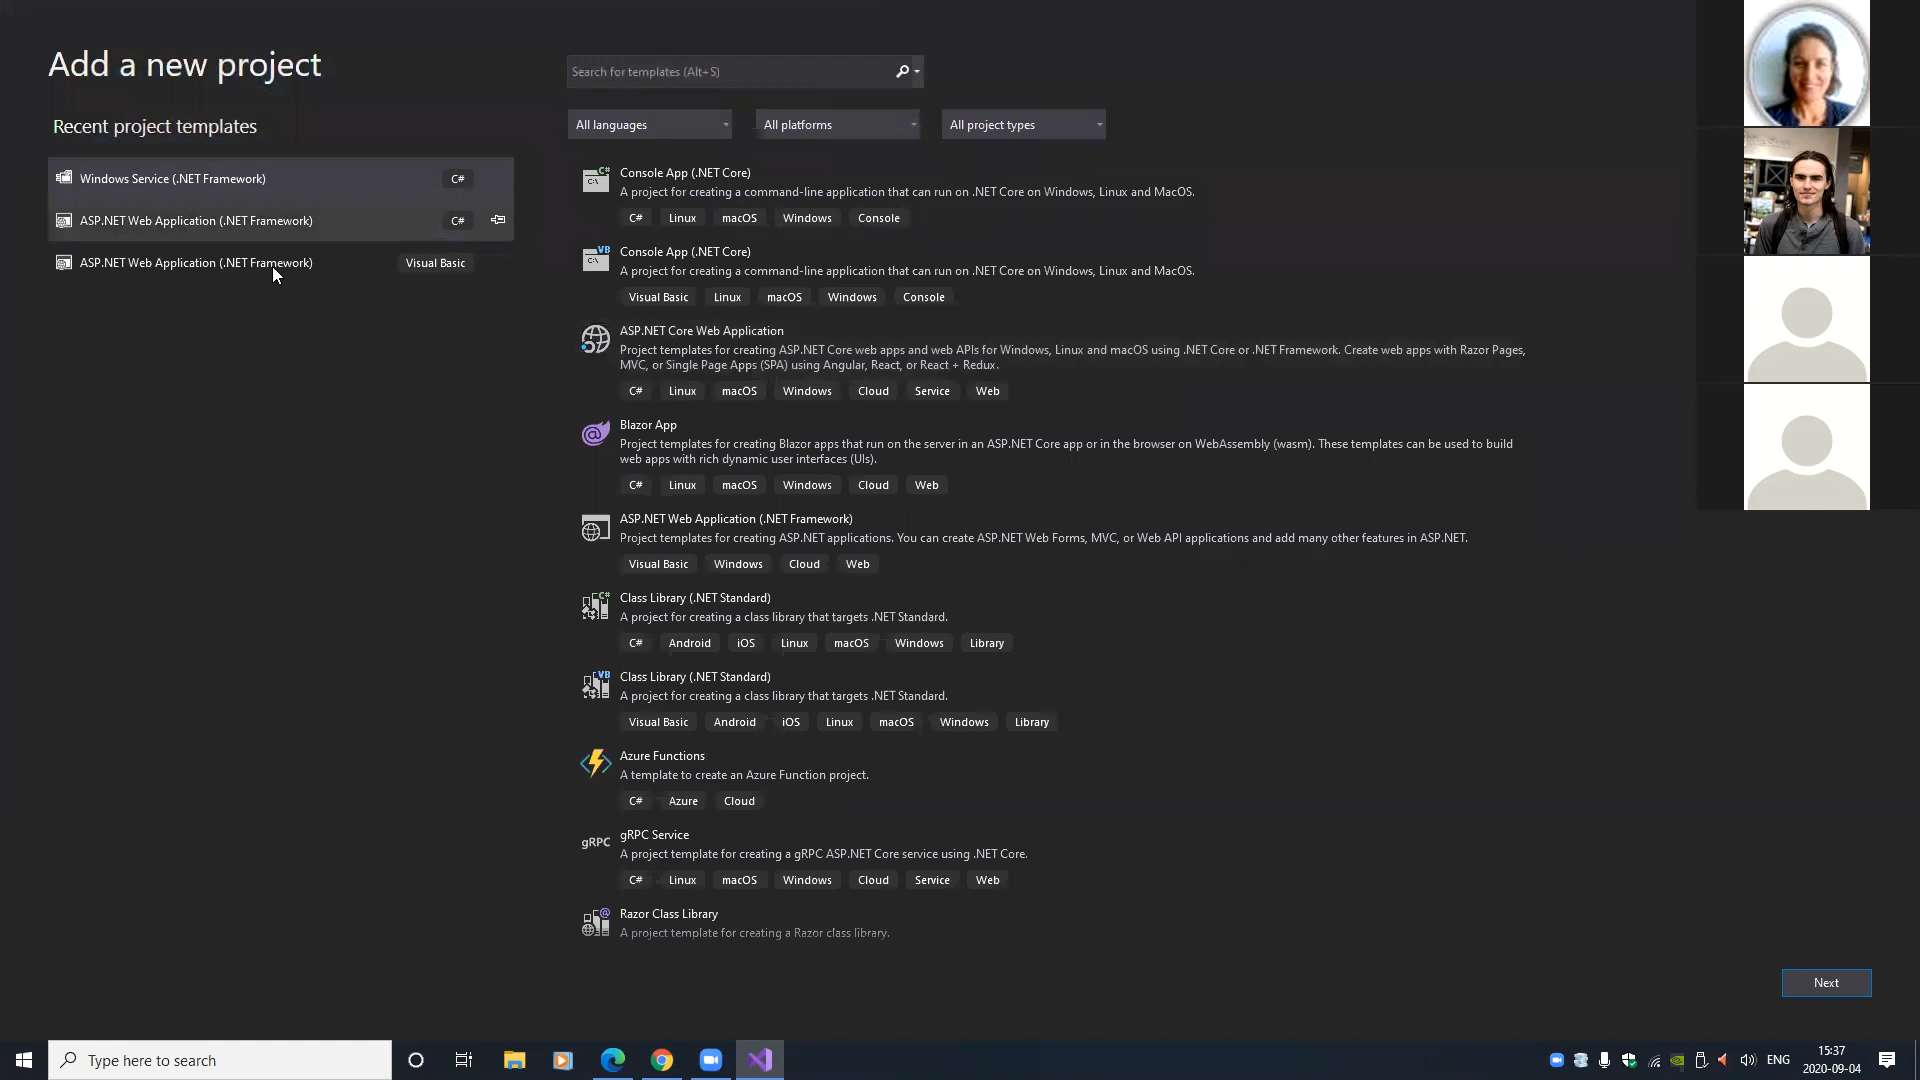 Add a new project
Recent project templates
Windows Service (.NET Framework) C#
ASP.NET Web Application (.NET Framework) C#
ASP.NET Web Application (.NET Framework) Visual Basic
Search for templates (Alt+S)
All languages All platforms All project types
Console App (.NET Core)
A project for creating a command-line application that can run on .NET Core on Windows, Linux and MacOS.
C# Linux macOS Windows Console
Console App (.NET Core)
A project for creating a command-line application that can run on .NET Core on Windows, Linux and MacOS.
Visual Basic Linux macOS Windows Console
ASP.NET Core Web Application
Project templates for creating ASP.NET Core web apps and web APIs for Windows, Linux and macOS using .NET Core or .NET Framework. Create web apps with Razor Pages,
MVC, or Single Page Apps (SPA) using Angular, React, or React + Redux.
C# Linux macOS Windows Cloud Service Web
Blazor App
Project templates for creating Blazor apps that run on the server in an ASP.NET Core app or in the browser on WebAssembly (wasm). These templates can be used to build
web apps with rich dynamic user interfaces (UIs).
C# Linux macOS Windows Cloud Web
ASP.NET Web Application (.NET Framework)
Project templates for creating ASP.NET applications. You can create ASP.NET Web Forms, MVC, or Web API applications and add many other features in ASP.NET.
Visual Basic Windows Cloud Web
Class Library (.NET Standard)
A project for creating a class library that targets .NET Standard.
C# Android iOS Linux macOS Windows Library
Class Library (.NET Standard)
A project for creating a class library that targets .NET Standard.
Visual Basic Android iOS Linux macOS Windows Library
Azure Functions
A template to create an Azure Function project.
C# Azure Cloud
gRPC gRPC Service
A project template for creating a gRPC ASP.NET Core service using .NET Core.
C# Linux macOS Windows Cloud Service Web
Razor Class Library
A project template for creating a Razor class library.
Next
Type here to search
ENG
15:37
2020-09-04